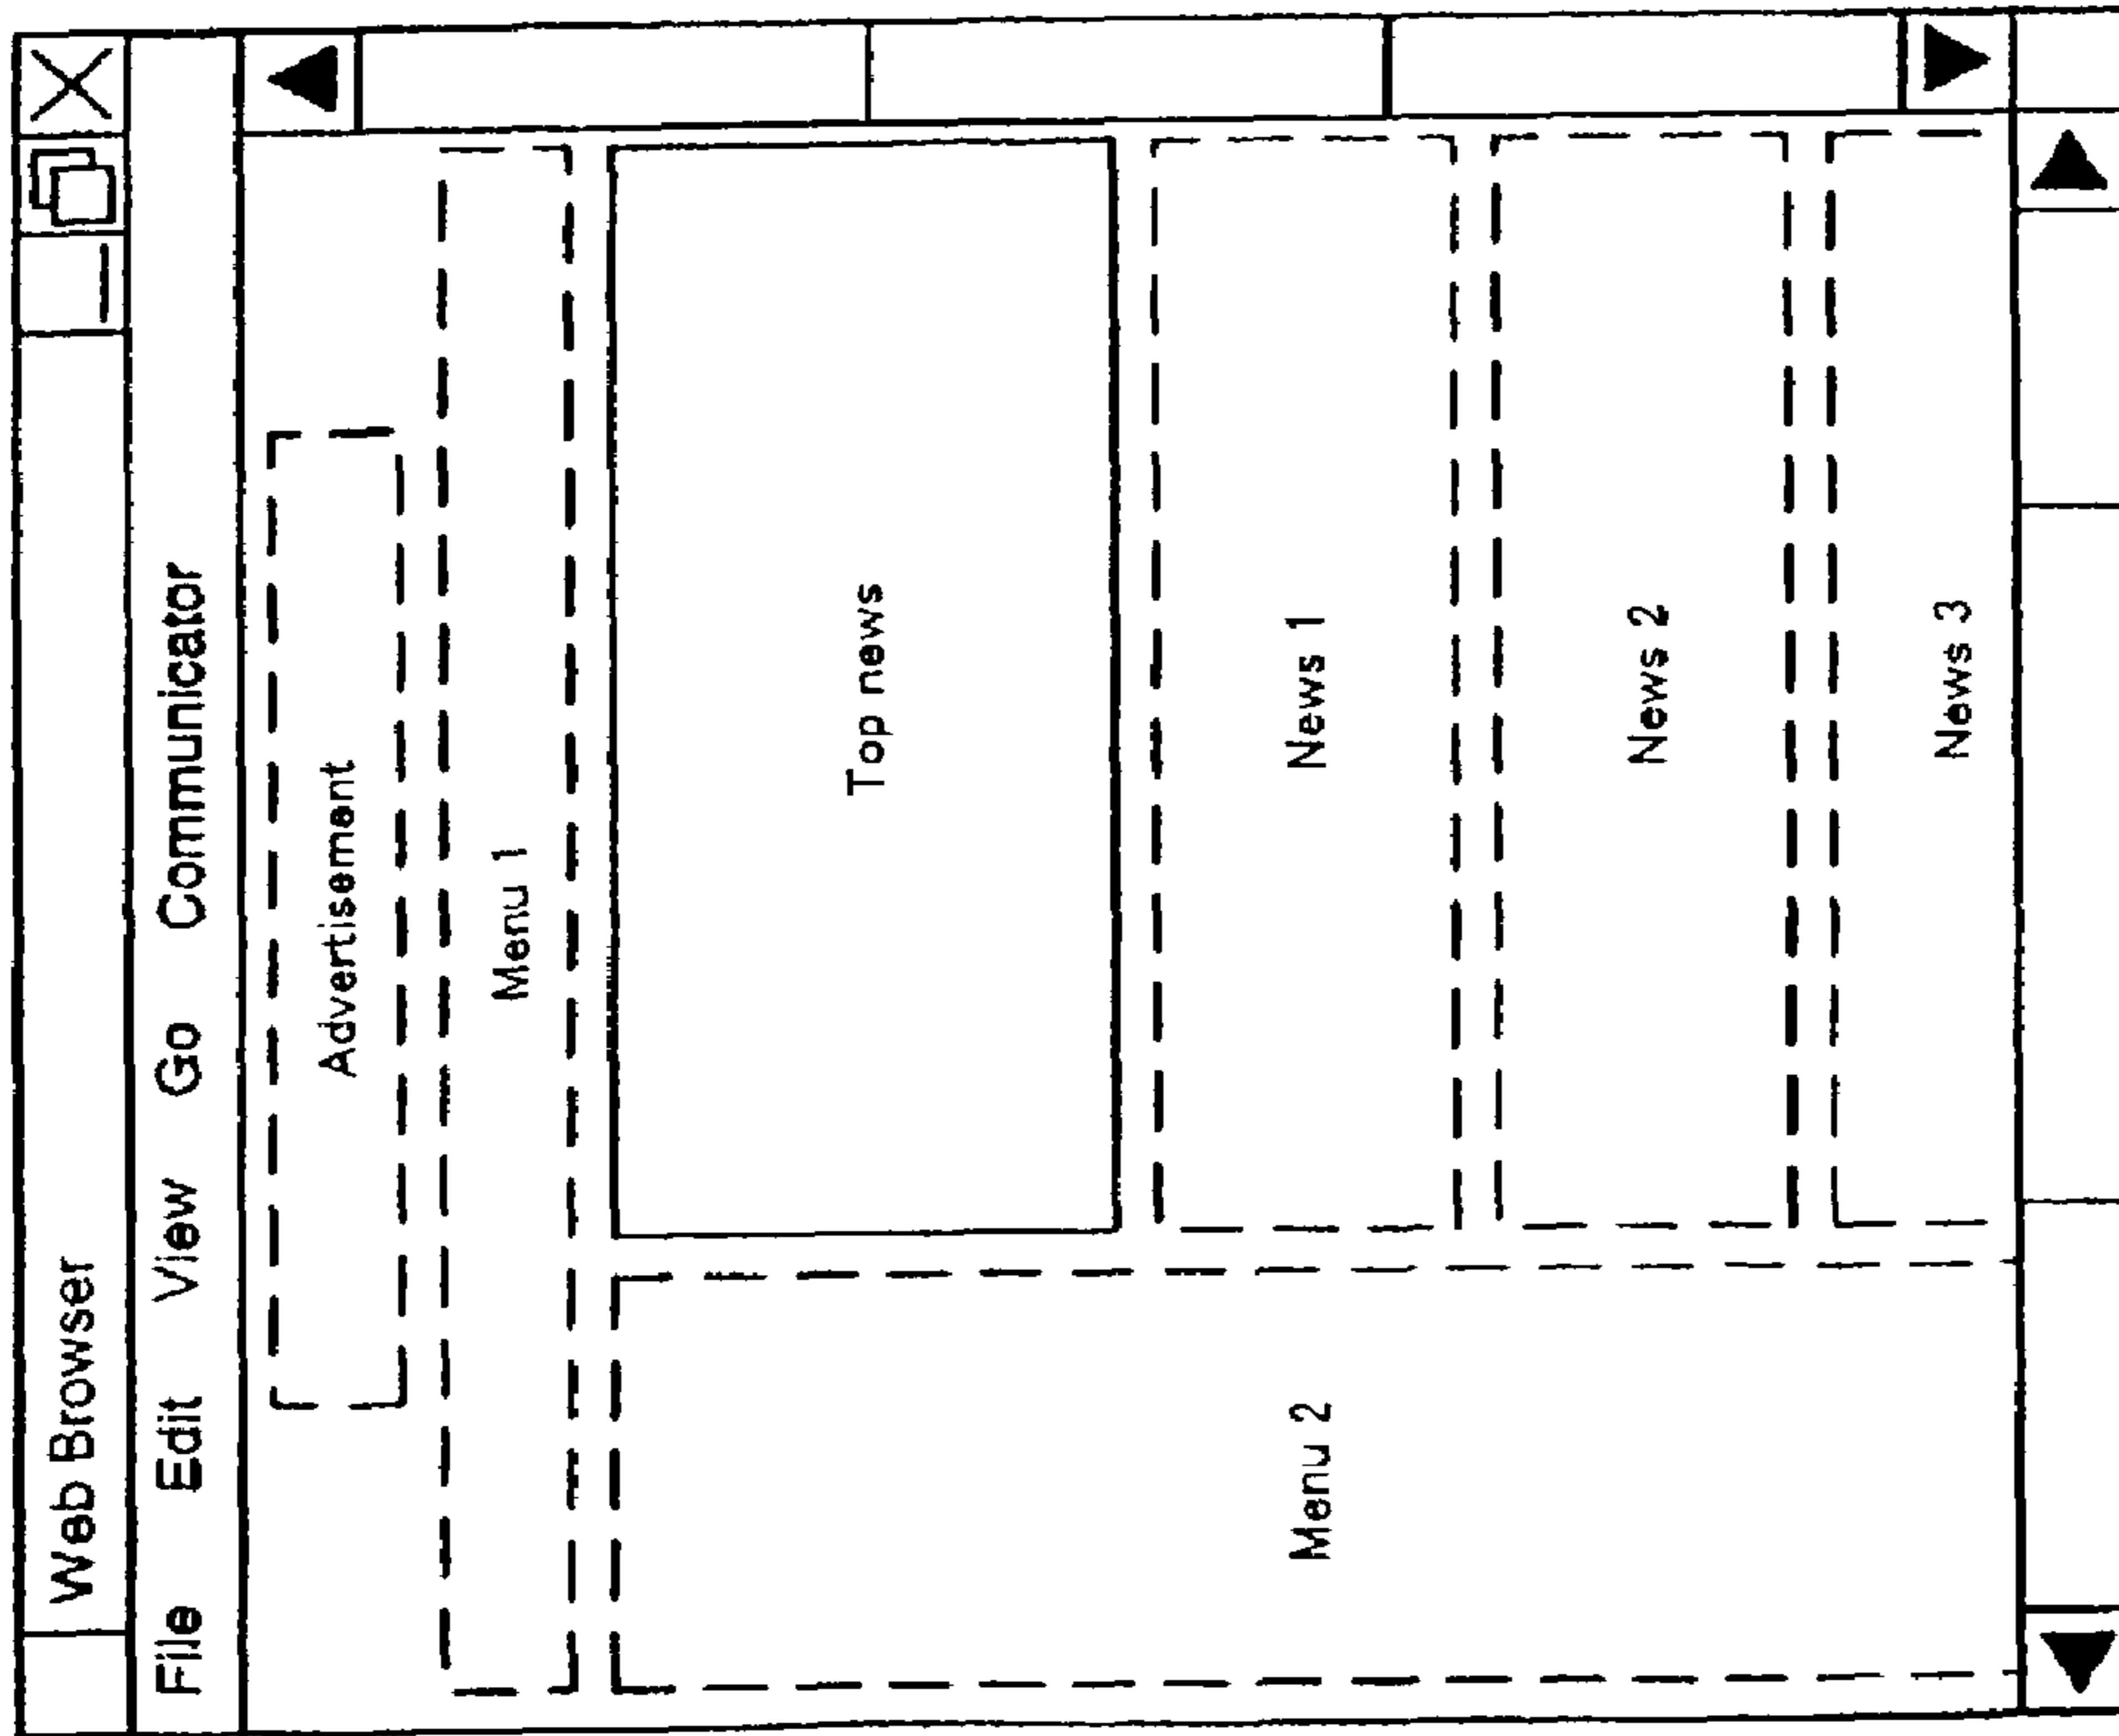 Web Browser
File Edit View Go Communicator
Advertisement
Menu 1
Top news
Menu 2
News 1
News 2
News 3